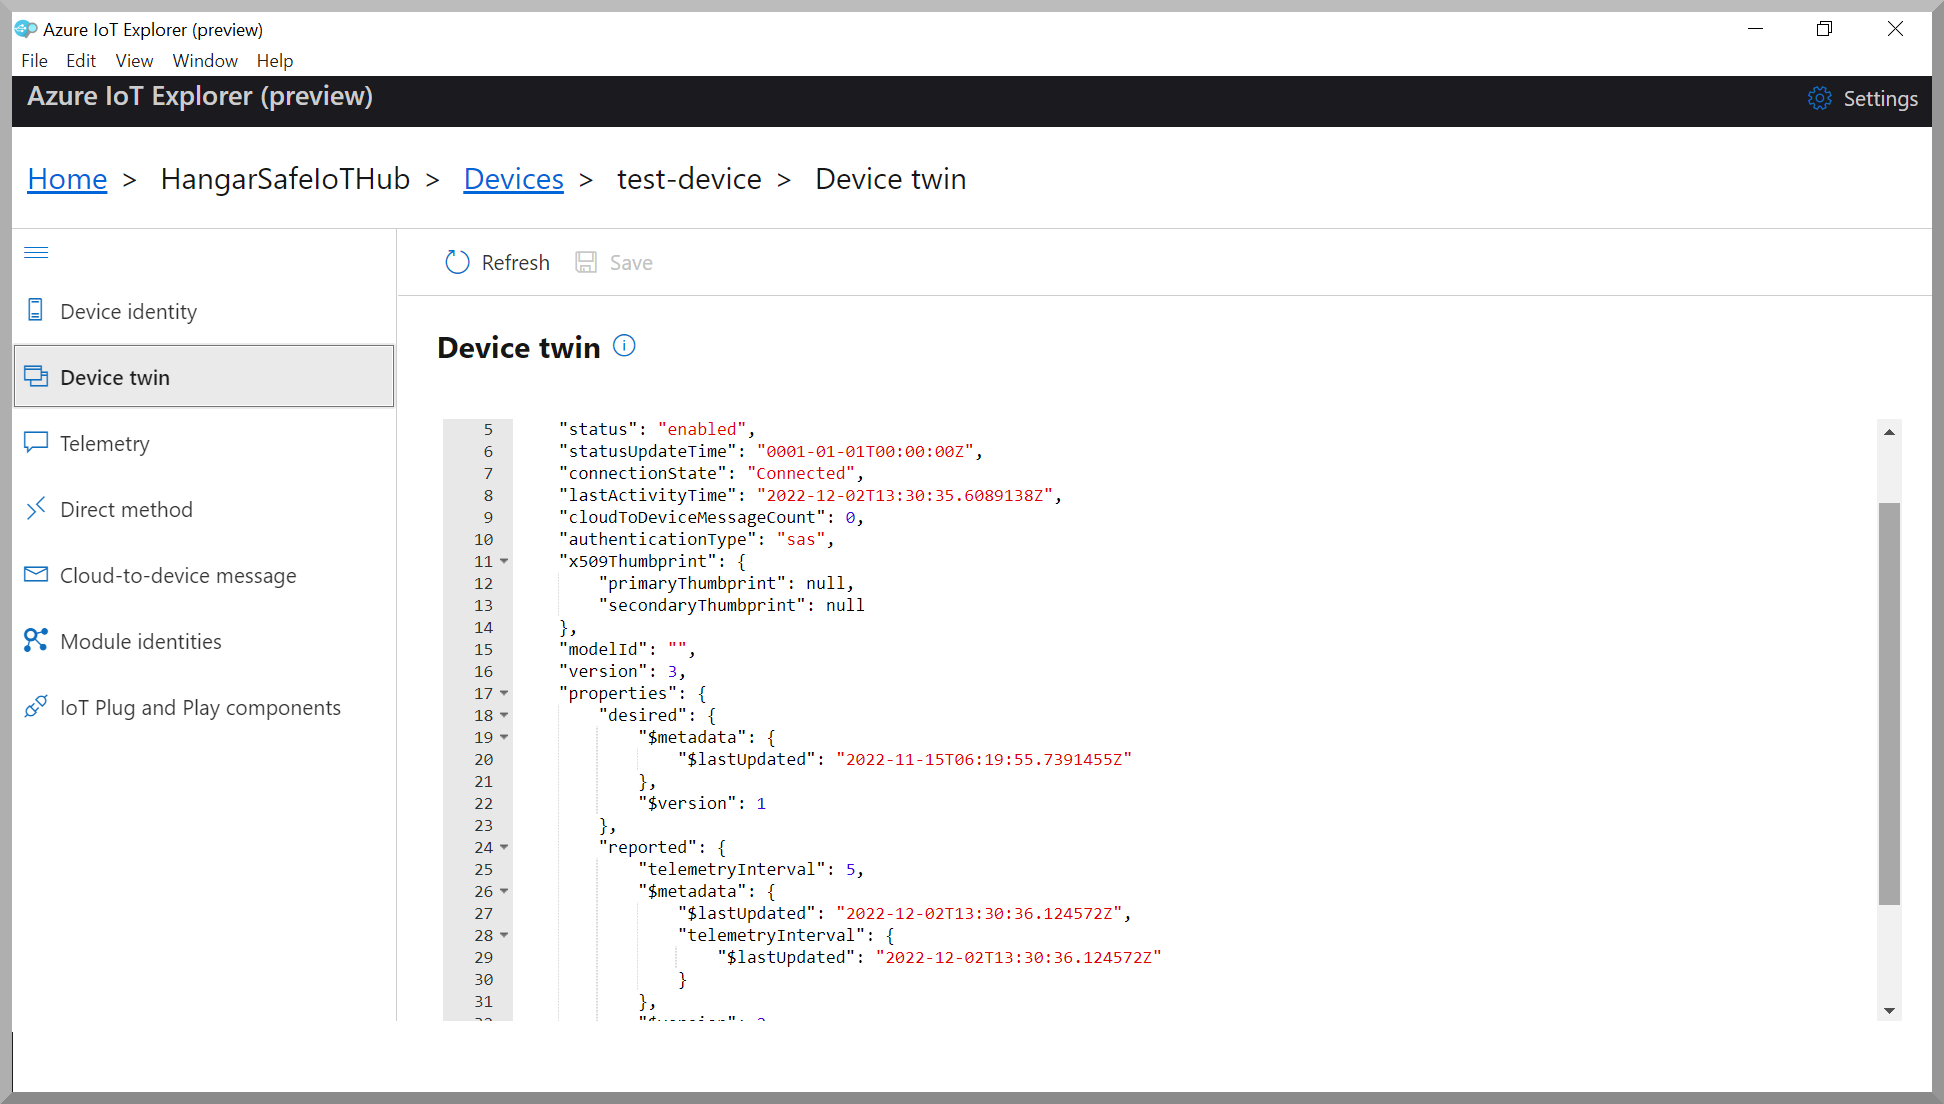 Azure IoT Explorer (preview)
File Edit View Window Help
Azure IoT Explorer (preview)
Settings
Home > HangarSafeIoTHub > Devices > test-device > Device twin
Refresh Save
Device identity
Device twin
Telemetry
Direct method
Cloud-to-device message
Module identities
IoT Plug and Play components
Device twin
5 "status": "enabled",
6 "statusUpdateTime": "0001-01-01T00:00:00Z",
7 "connectionState": "Connected",
8 "lastActivityTime": "2022-12-02T13:30:35.6089138Z",
9 "cloudToDeviceMessageCount": 0,
10 "authenticationType": "sas",
11 "x509Thumbprint": {
12 "primaryThumbprint": null,
13 "secondaryThumbprint": null
14 },
15 "modelId": "",
16 "version": 3,
17 "properties": {
18 "desired": {
19 "$metadata": {
20 "$lastUpdated": "2022-11-15T06:19:55.7391455Z"
21 },
22 "$version": 1
23 },
24 "reported": {
25 "telemetryInterval": 5,
26 "$metadata": {
27 "$lastUpdated": "2022-12-02T13:30:36.124572Z",
28 "telemetryInterval": {
29 "$lastUpdated": "2022-12-02T13:30:36.124572Z"
30 }
31 },